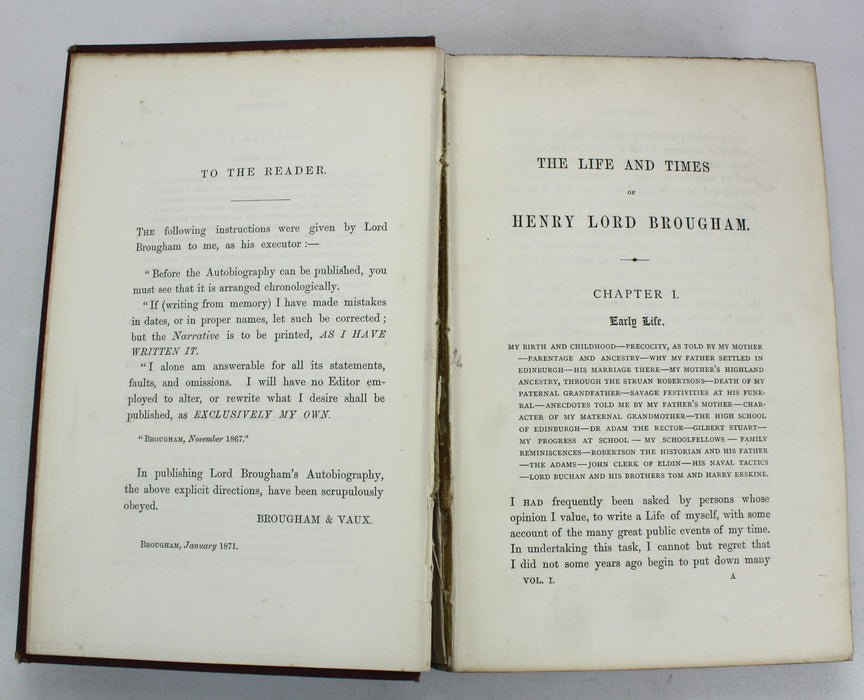 TO THE READER.
THE following instructions were given by Lord
Brougham to me, as his executor :—
"Before the Autobiography can be published, you
must see that it is arranged chronologically.
"If (writing from memory) I have made mistakes
in dates, or in proper names, let such be corrected;
but the Narrative is to be printed, AS I HAVE
WRITTEN IT.
"I alone am answerable for all its statements,
faults, and omissions. I will have no Editor em-
ployed to alter, or rewrite what I desire shall be
published, as EXCLUSIVELY MY OWN.
"BROUGHAM, November 1867."
In publishing Lord Brougham's Autobiography,
the above explicit directions, have been scrupulously
obeyed.
BROUGHAM & VAUX.
BROUGHAM, January 1871.
THE LIFE AND TIMES
OF
HENRY LORD BROUGHAM.
CHAPTER I.
Early Life.
MY BIRTH AND CHILDHOOD—PRECOCITY, AS TOLD BY MY MOTHER
—PARENTAGE AND ANCESTRY—WHY MY FATHER SETTLED IN
EDINBURGH—HIS MARRIAGE THERE—MY MOTHER'S HIGHLAND
ANCESTRY, THROUGH THE STRUAN ROBERTSONS—DEATH OF MY
PATERNAL GRANDFATHER—SAVAGE FESTIVITIES AT HIS FUNE-
RAL—ANECDOTES TOLD ME BY MY FATHER'S MOTHER—CHAR-
ACTER OF MY MATERNAL GRANDMOTHER—THE HIGH SCHOOL
OF EDINBURGH—DR ADAM THE RECTOR—GILBERT STUART—
MY PROGRESS AT SCHOOL — MY SCHOOLFELLOWS — FAMILY
REMINISCENCES—ROBERTSON THE HISTORIAN AND HIS FATHER
—THE ADAMS—JOHN CLERK OF ELDIN—HIS NAVAL TACTICS
—LORD BUCHAN AND HIS BROTHERS TOM AND HARRY ERSKINE.
I HAD frequently been asked by persons whose
opinion I value, to write a Life of myself, with some
account of the many great public events of my time.
In undertaking this task, I cannot but regret that
I did not some years ago begin to put down many
VOL. I. A